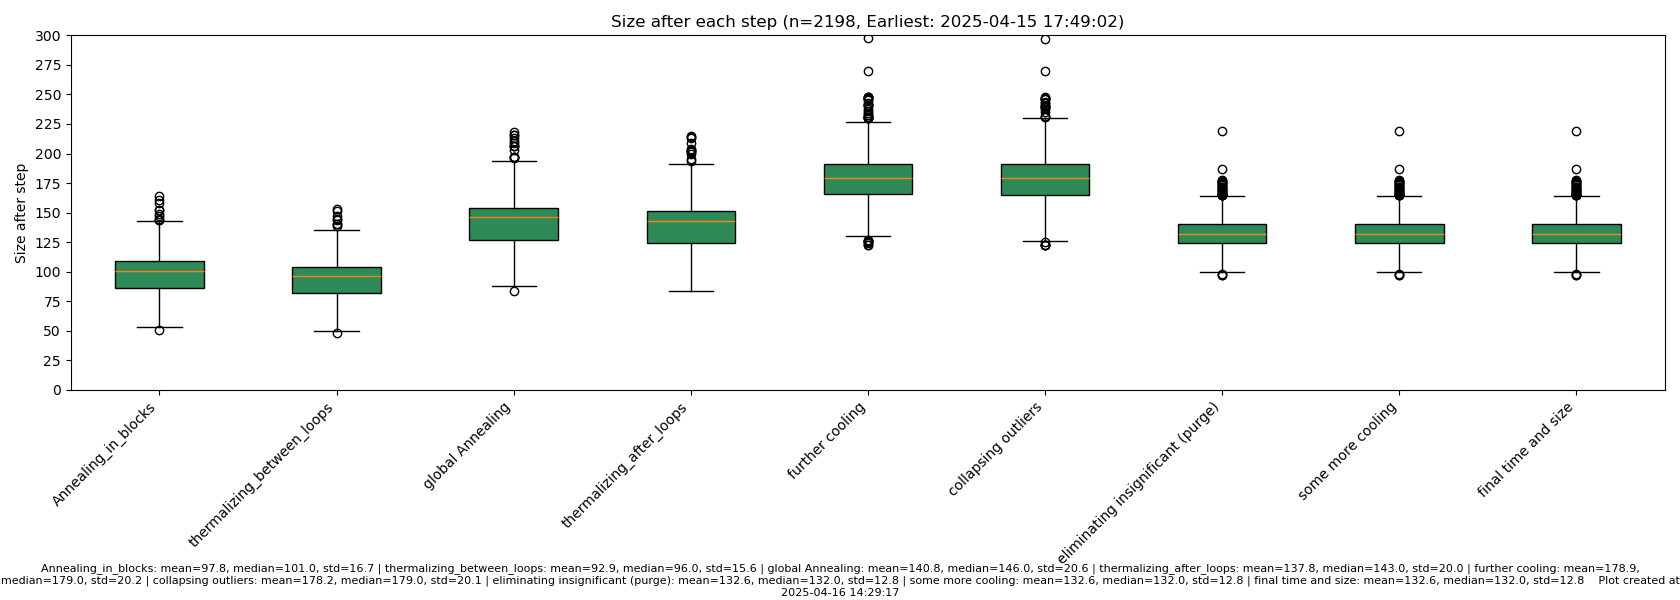 Size after each step (n=2198, Earliest: 2025-04-15 17:49:02)
300
275
250
225
200
175
150
125
100
75
50
25
0
Size after step
Annealing_in_blocks
thermalizing_between_loops
global Annealing
thermalizing_after_loops
further cooling
collapsing outliers
eliminating insignificant (purge)
some more cooling
final time and size
Annealing_in_blocks: mean=97.8, median=101.0, std=16.7 | thermalizing_between_loops: mean=92.9, median=96.0, std=15.6 | global Annealing: mean=140.8, median=146.0, std=20.6 | thermalizing_after_loops: mean=137.8, median=143.0, std=20.0 | further cooling: mean=178.9,
median=179.0, std=20.2 | collapsing outliers: mean=178.2, median=179.0, std=20.1 | eliminating insignificant (purge): mean=132.6, median=132.0, std=12.8 | some more cooling: mean=132.6, median=132.0, std=12.8 | final time and size: mean=132.6, median=132.0, std=12.8    Plot created at
2025-04-16 14:29:17